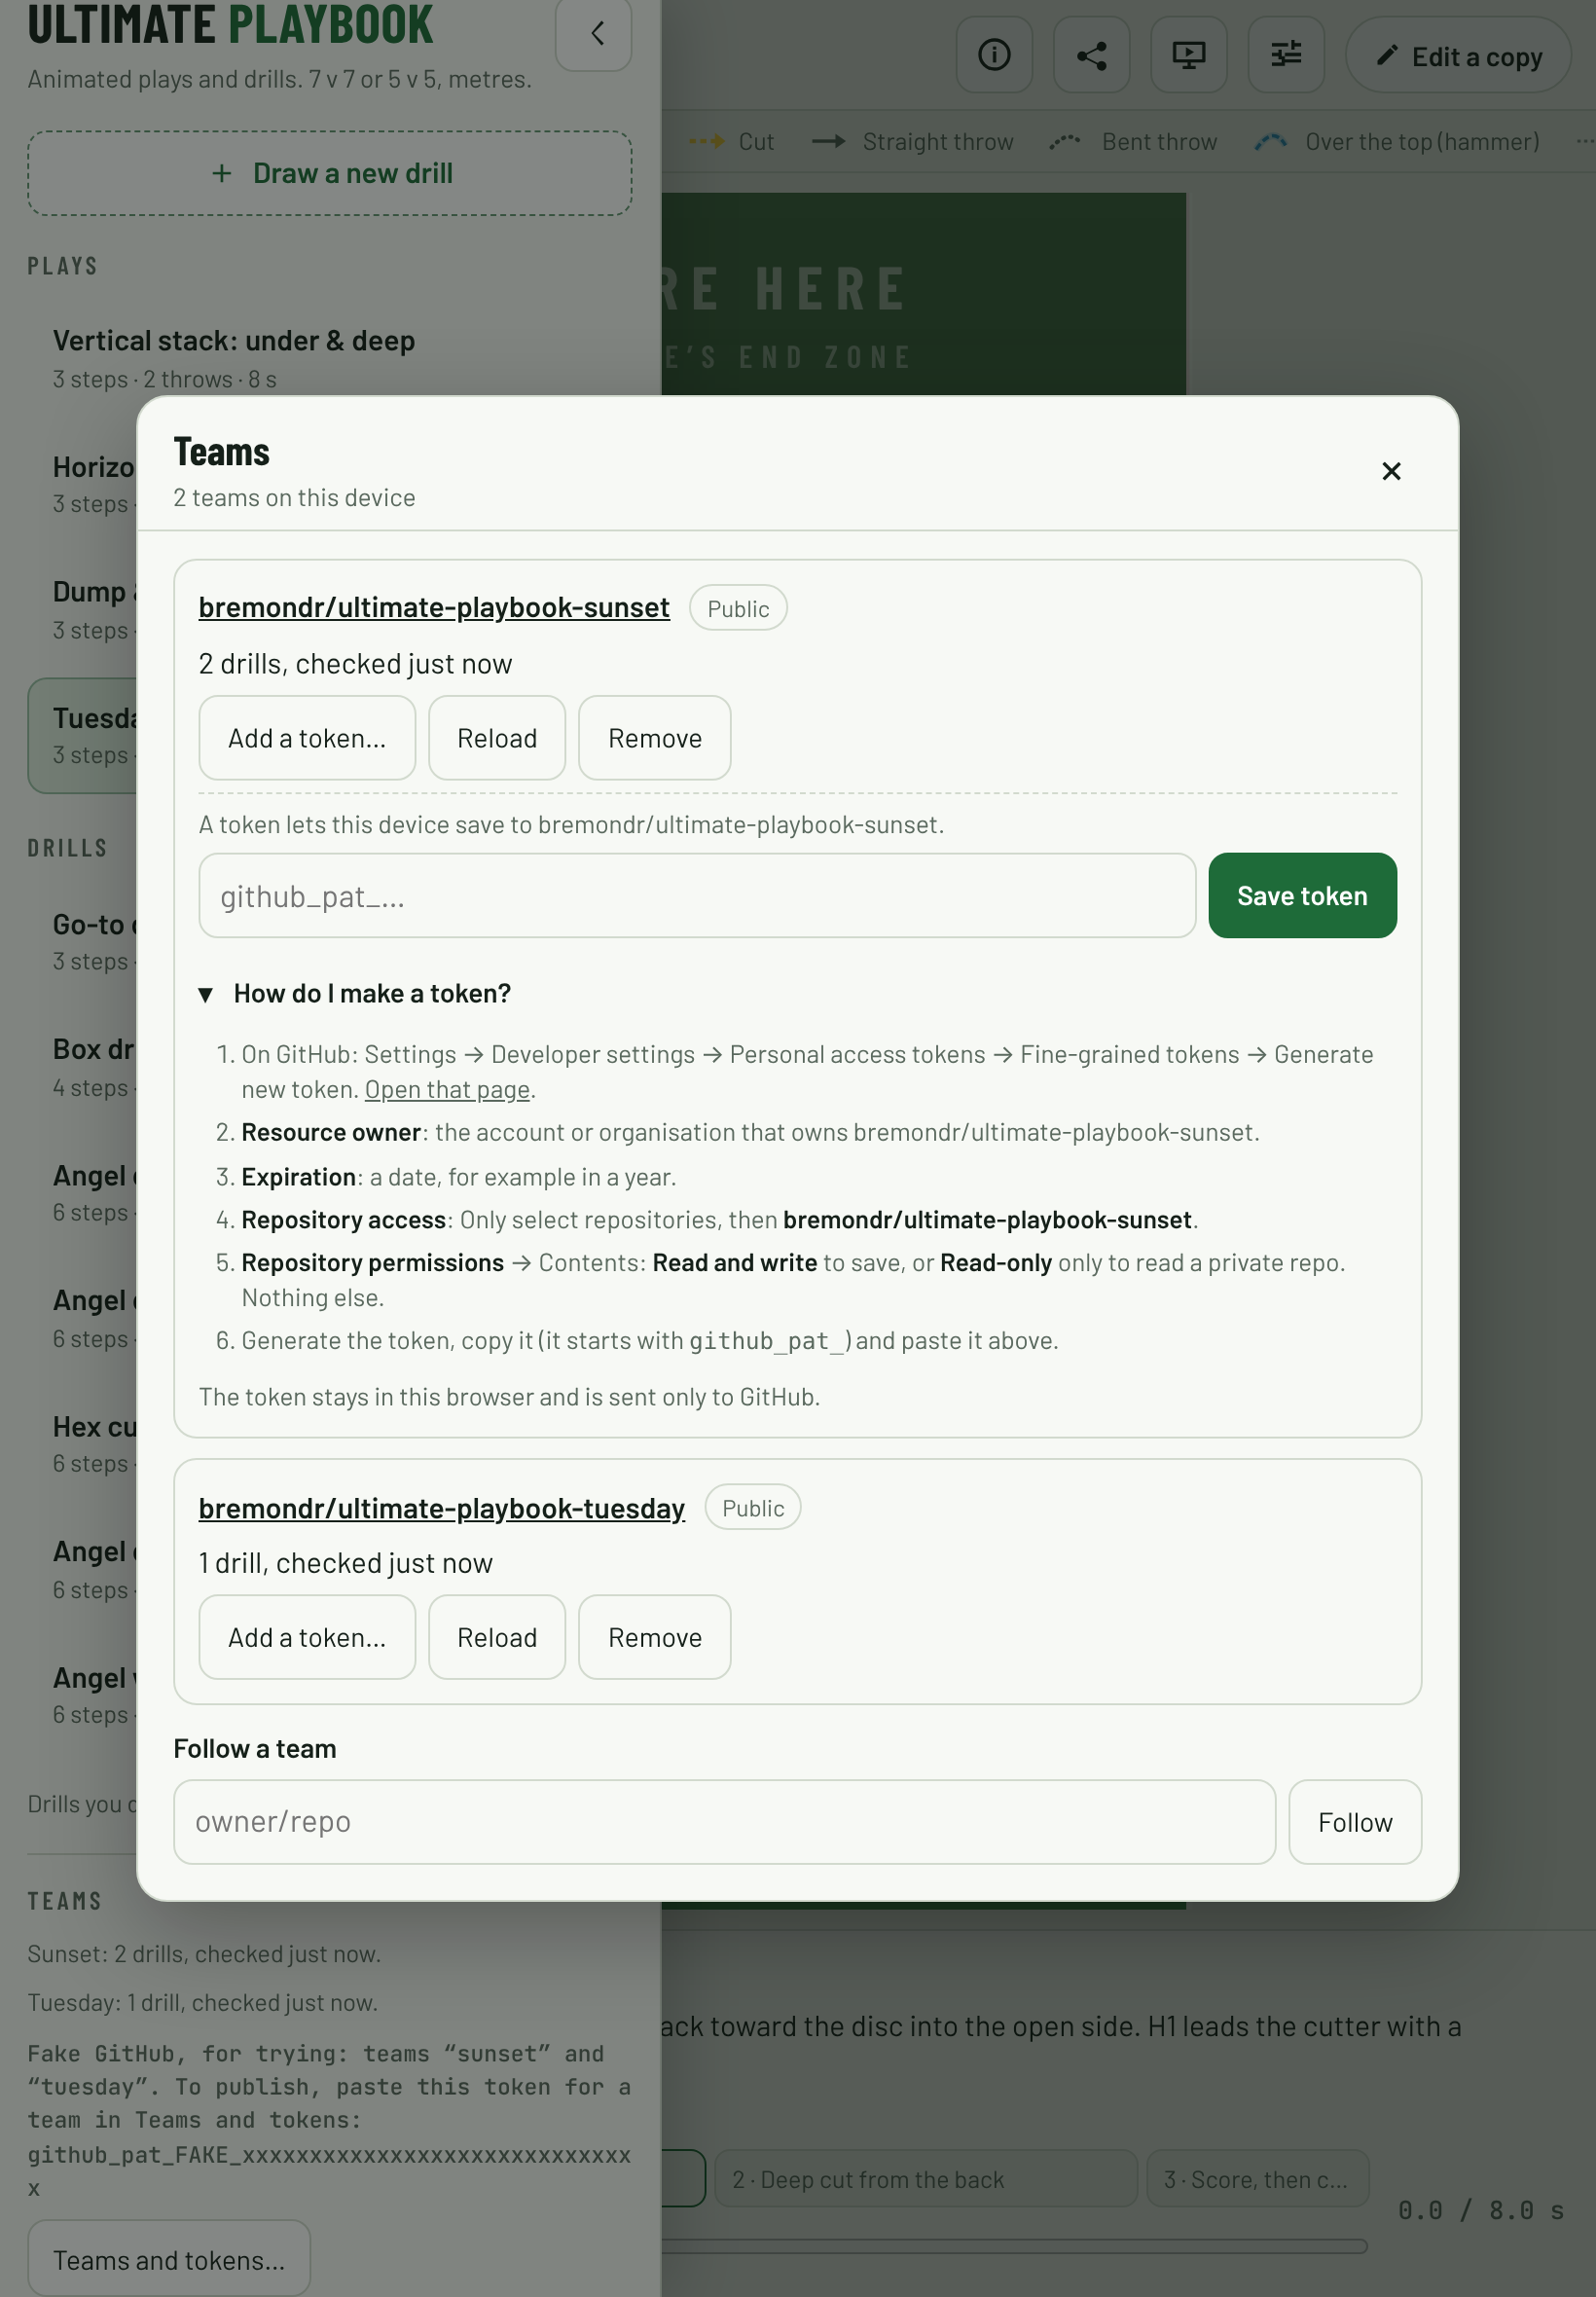 ULTIMATE PLAYBOOK
Animated plays and drills. 7 v 7 or 5 v 5, metres.
+ Draw a new drill
PLAYS
Vertical stack: under & deep
3 steps · 2 throws · 8 s
Horizo
3 steps ·
Dump
3 steps ·
Tuesda
3 steps ·
DRILLS
Go-to
3 steps ·
Box dr
4 steps ·
Angel
6 steps ·
Angel
6 steps ·
Hex cu
6 steps ·
Angel
6 steps ·
Angel
6 steps ·
Drills you
TEAMS
Sunset: 2 drills, checked just now.
Tuesday: 1 drill, checked just now.
Fake GitHub, for trying: teams “sunset” and
“tuesday”. To publish, paste this token for a
team in Teams and tokens:
github_pat_FAKE_xxxxxxxxxxxxxxxxxxxxxxxxxxxxx
x
Teams and tokens...
Edit a copy
Cut
Straight throw
Bent throw
Over the top (hammer)
RE HERE
E’S END ZONE
Teams
2 teams on this device
×
bremondr/ultimate-playbook-sunset Public
2 drills, checked just now
Add a token... Reload Remove
A token lets this device save to bremondr/ultimate-playbook-sunset.
github_pat_... Save token
▼ How do I make a token?
1. On GitHub: Settings → Developer settings → Personal access tokens → Fine-grained tokens → Generate
new token. Open that page.
2. Resource owner: the account or organisation that owns bremondr/ultimate-playbook-sunset.
3. Expiration: a date, for example in a year.
4. Repository access: Only select repositories, then bremondr/ultimate-playbook-sunset.
5. Repository permissions → Contents: Read and write to save, or Read-only only to read a private repo.
Nothing else.
6. Generate the token, copy it (it starts with github_pat_) and paste it above.
The token stays in this browser and is sent only to GitHub.
bremondr/ultimate-playbook-tuesday Public
1 drill, checked just now
Add a token... Reload Remove
Follow a team
owner/repo Follow
ack toward the disc into the open side. H1 leads the cutter with a
2 · Deep cut from the back
3 · Score, then c...
0.0 / 8.0 s